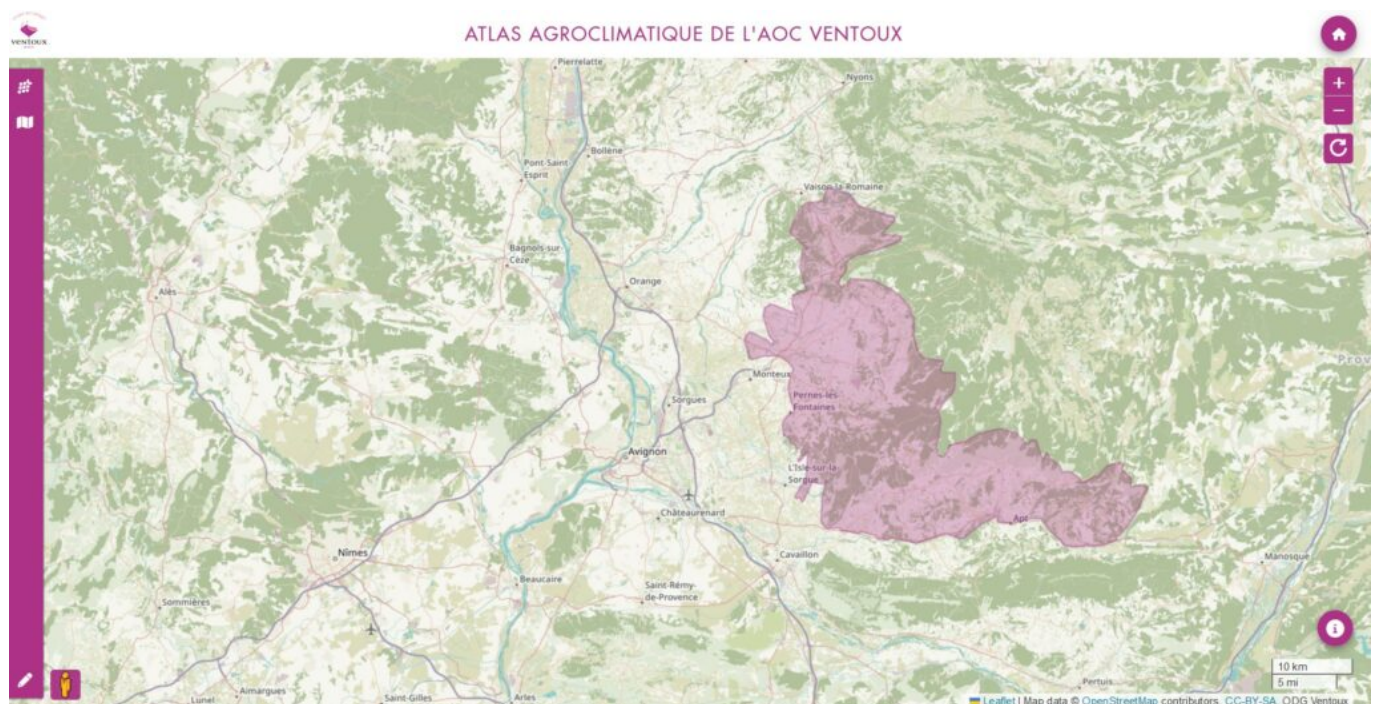 VENTOUX
ATLAS AGROCLIMATIQUE DE L'AOC VENTOUX
Pierrelatte
Nyons
+
−
Bollène
Pont-Saint
Esprit
Vaison-la-Romaine
Bagnols-sur-
Cèze
Orange
Alès
Prov
Monteux
Pernes-les
Fontaines
Sorgues
Avignon
L'Isle-sur-la-
Sorgue
Châteaurenard
Apt
Nîmes
Cavaillon
Manosque
Beaucaire
Saint-Rémy-
de-Provence
Sommières
10 km
5 mi
Lunel
Aimargues
Saint-Gilles
Arles
Pertuis
Leaflet | Map data © OpenStreetMap contributors, CC-BY-SA, ODG Ventoux